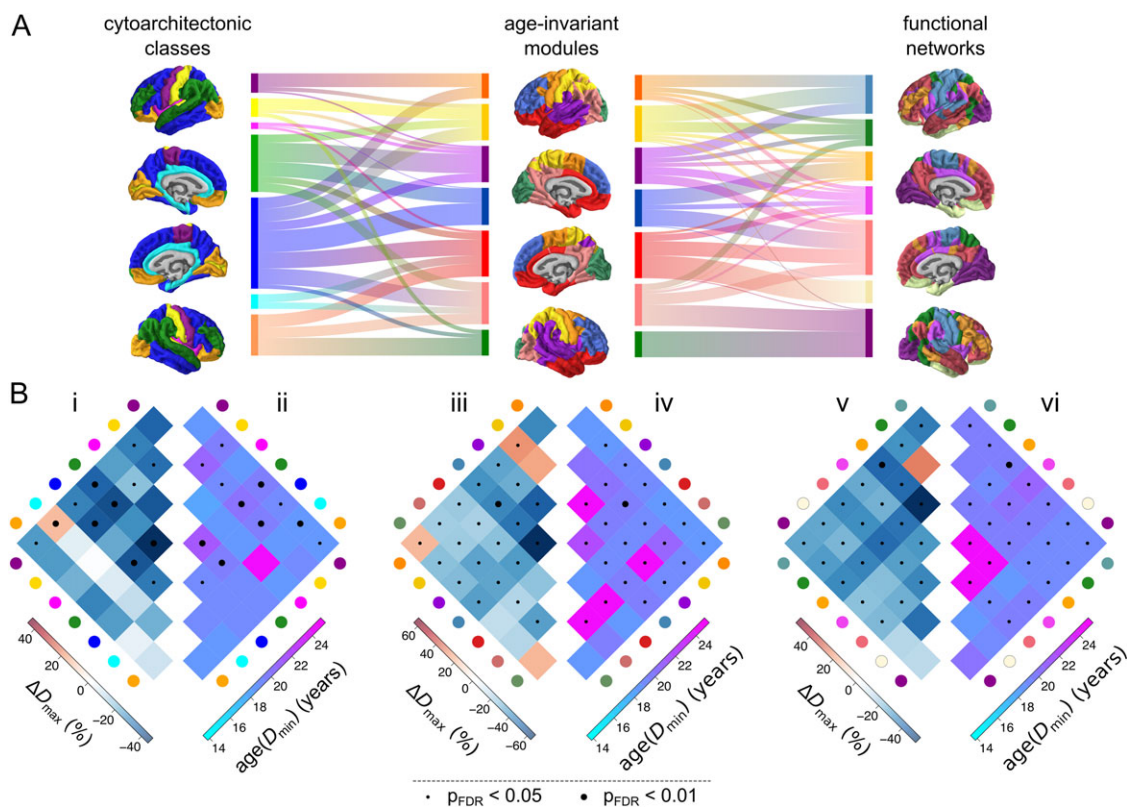 A
cytoarchitectonic
classes
age-invariant
modules
functional
networks
B
i
ii
iii
iv
v
vi
40
20
0
−20
−40
ΔD_max (%)
24
22
20
18
16
14
age(D_min) (years)
60
40
20
0
−20
−40
−60
ΔD_max (%)
24
22
20
18
16
14
age(D_min) (years)
40
20
0
−20
−40
ΔD_max (%)
24
22
20
18
16
14
age(D_min) (years)
p_FDR < 0.05
p_FDR < 0.01